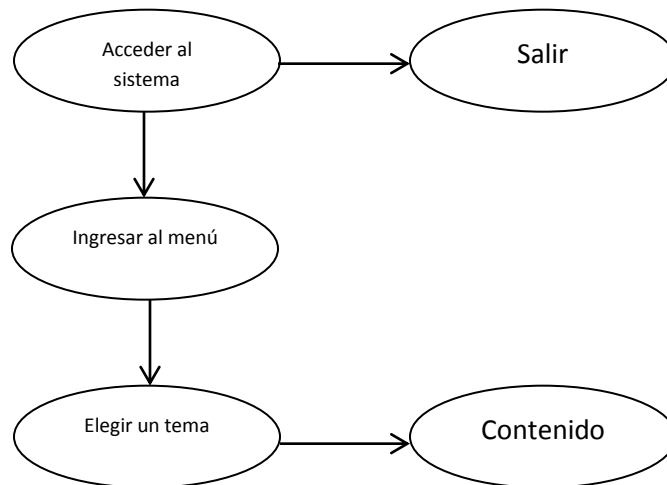 Acceder al
sistema
Salir
Ingresar al menú
Elegir un tema
Contenido